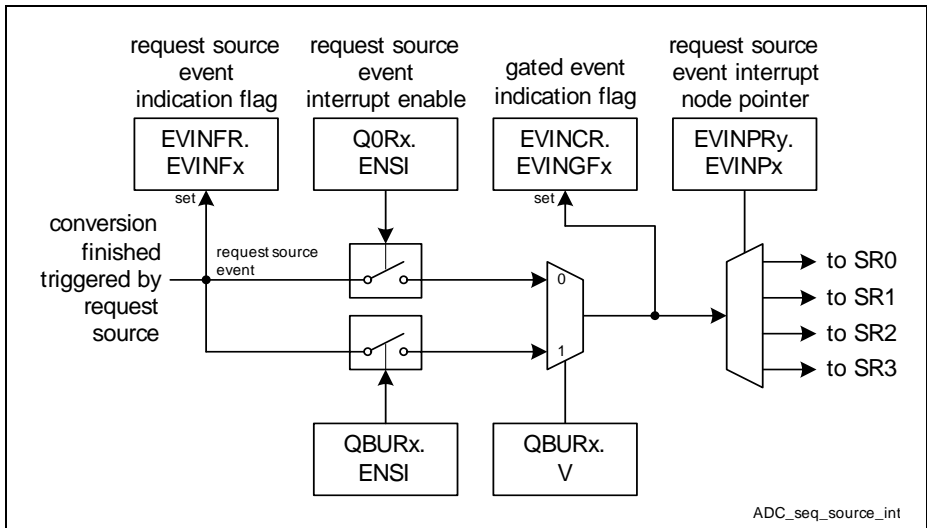 request source
event
indication flag
request source
event
interrupt enable
gated event
indication flag
request source
event interrupt
node pointer
EVINFR.
EVINFx
Q0Rx.
ENSI
EVINCR.
EVINGFx
EVINPRy.
EVINPx
set
set
conversion
finished
triggered by
request
source
request source
event
0
1
to SR0
to SR1
to SR2
to SR3
QBURx.
ENSI
QBURx.
V
ADC_seq_source_int